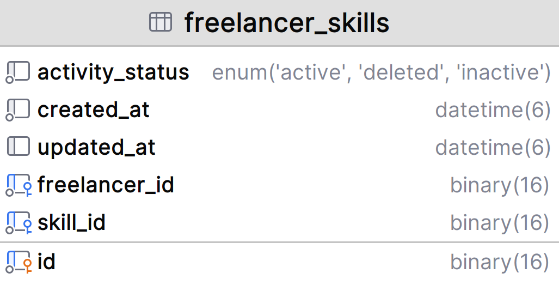 freelancer_skills
activity_status enum('active', 'deleted', 'inactive')
created_at datetime(6)
updated_at datetime(6)
freelancer_id binary(16)
skill_id binary(16)
id binary(16)